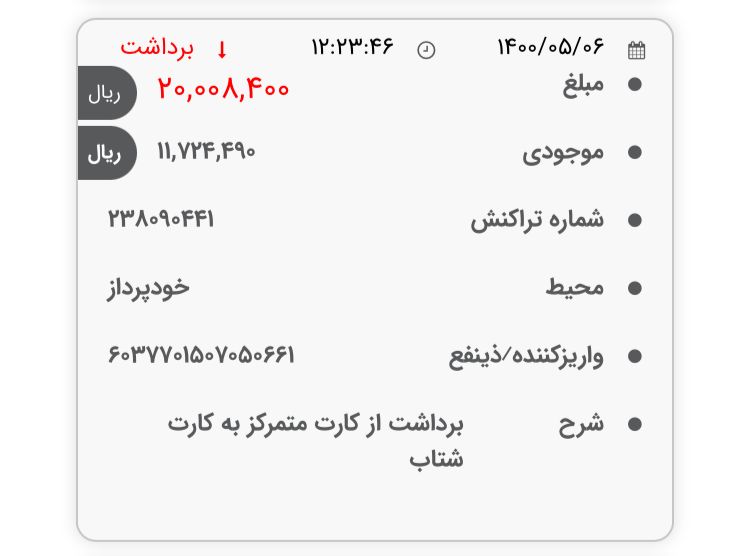 ۱۴۰۰/۰۵/۰۶ ۱۲:۲۳:۴۶ برداشت
مبلغ ۲۰,۰۰۸,۴۰۰ ریال
موجودی ۱۱,۷۲۴,۴۹۰ ریال
شماره تراکنش ۲۳۸۰۹۰۴۴۱
محیط خودپرداز
واریزکننده/ذینفع ۶۰۳۷۷۰۱۵۰۷۰۵۰۶۶۱
شرح برداشت از کارت متمرکز به کارت
شتاب